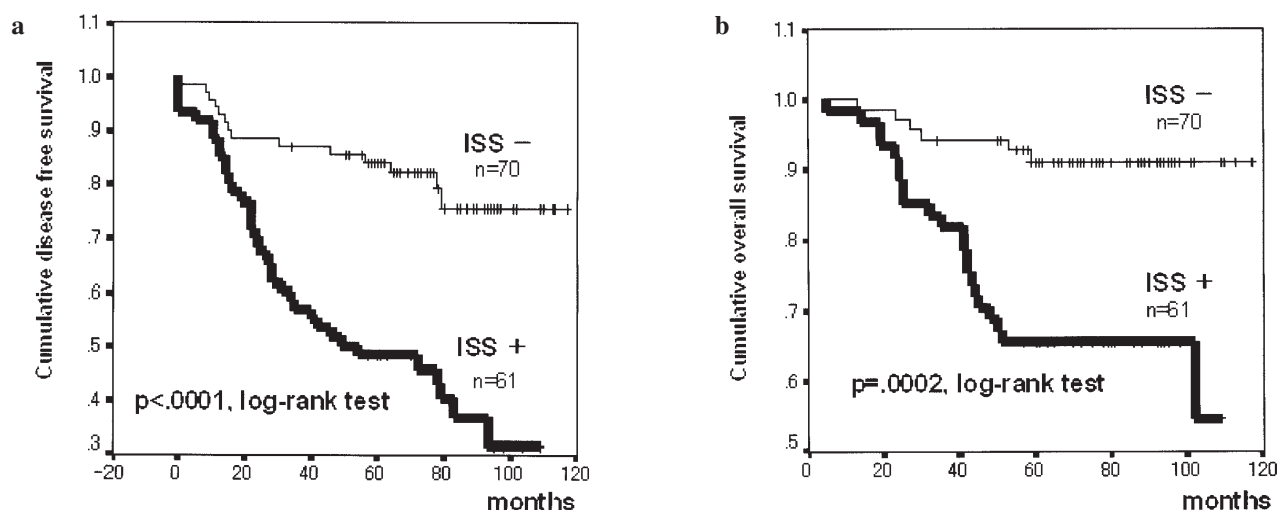 a
Cumulative disease free survival
1.1
1.0
.9
.8
.7
.6
.5
.4
.3
-20
0
20
40
60
80
100
120
months
ISS −
n=70
ISS +
n=61
p<.0001, log-rank test
b
Cumulative overall survival
1.1
1.0
.9
.8
.7
.6
.5
0
20
40
60
80
100
120
months
ISS −
n=70
ISS +
n=61
p=.0002, log-rank test